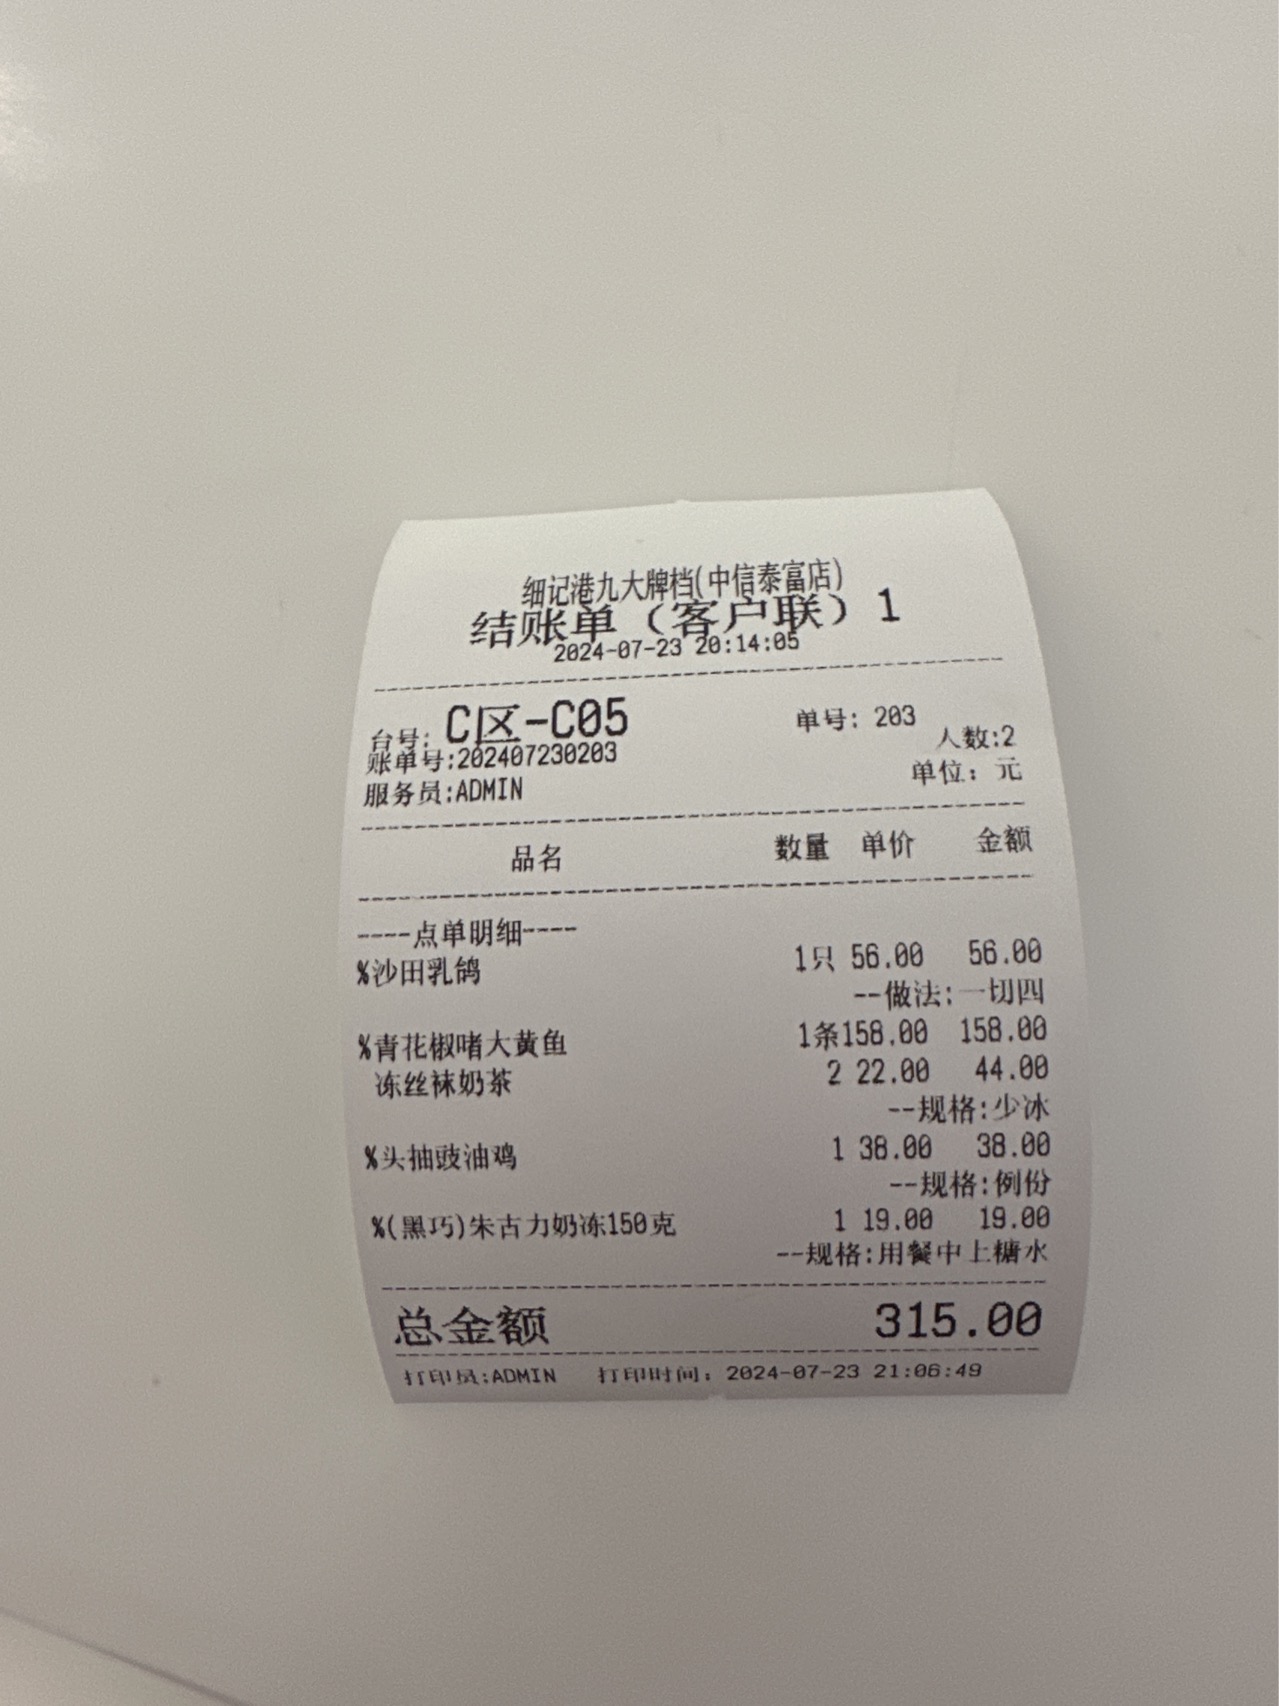 细记港九大牌档(中信泰富店)
结账单（客户联）1
2024-07-23 20:14:05
台号: C区-C05 单号: 203
人数:2
账单号:202407230203
单位: 元
服务员:ADMIN
品名 数量 单价 金额
----点单明细----
%沙田乳鸽 1只 56.00 56.00
--做法:一切四
%青花椒啫大黄鱼 1条158.00 158.00
冻丝袜奶茶 2 22.00 44.00
--规格:少冰
%头抽豉油鸡 1 38.00 38.00
--规格:例份
%(黑巧)朱古力奶冻150克 1 19.00 19.00
--规格:用餐中上糖水
总金额 315.00
打印员:ADMIN 打印时间: 2024-07-23 21:06:49